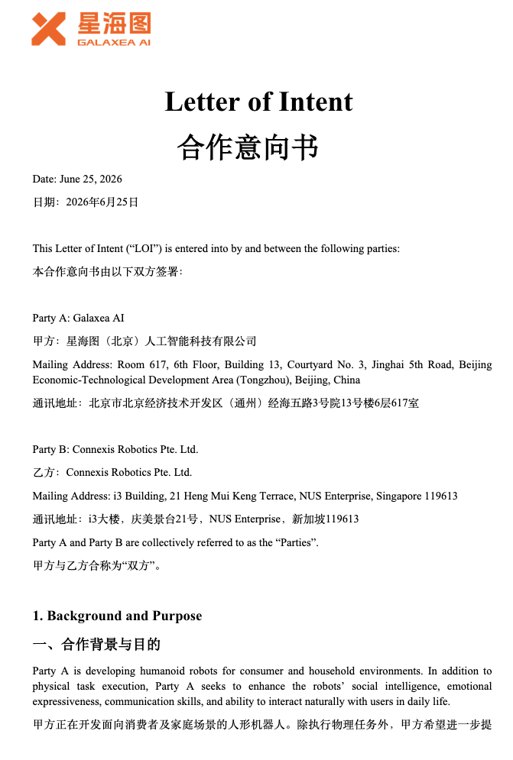 星海图
GALAXEA AI
Letter of Intent
合作意向书
Date: June 25, 2026
日期：2026年6月25日
This Letter of Intent (“LOI”) is entered into by and between the following parties:
本合作意向书由以下双方签署：
Party A: Galaxea AI
甲方：星海图（北京）人工智能科技有限公司
Mailing Address: Room 617, 6th Floor, Building 13, Courtyard No. 3, Jinghai 5th Road, Beijing
Economic-Technological Development Area (Tongzhou), Beijing, China
通讯地址：北京市北京经济技术开发区（通州）经海五路3号院13号楼6层617室
Party B: Connexis Robotics Pte. Ltd.
乙方：Connexis Robotics Pte. Ltd.
Mailing Address: i3 Building, 21 Heng Mui Keng Terrace, NUS Enterprise, Singapore 119613
通讯地址：i3大楼，庆美景台21号，NUS Enterprise，新加坡119613
Party A and Party B are collectively referred to as the “Parties”.
甲方与乙方合称为“双方”。
1. Background and Purpose
一、合作背景与目的
Party A is developing humanoid robots for consumer and household environments. In addition to
physical task execution, Party A seeks to enhance the robots’ social intelligence, emotional
expressiveness, communication skills, and ability to interact naturally with users in daily life.
甲方正在开发面向消费者及家庭场景的人形机器人。除执行物理任务外，甲方希望进一步提